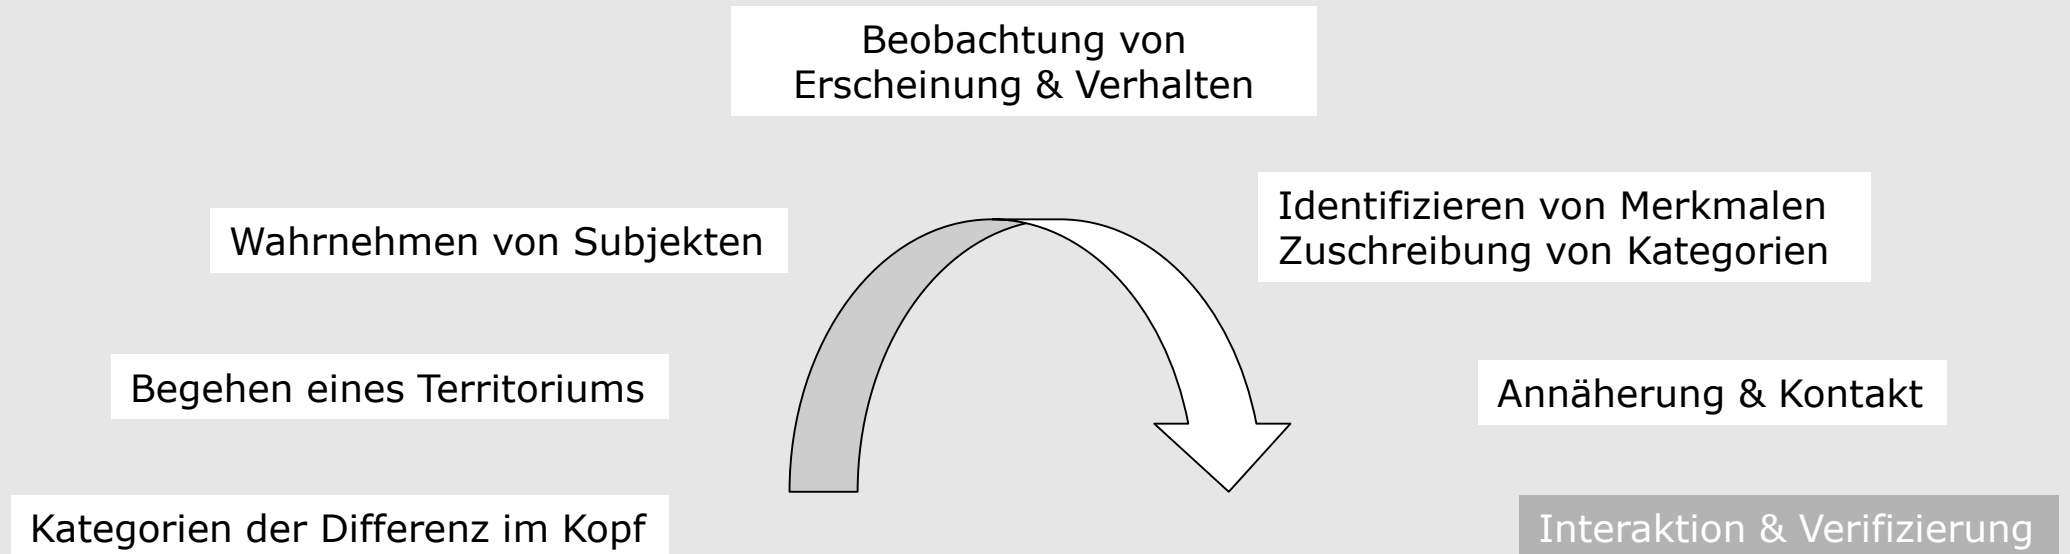 Beobachtung von
Erscheinung & Verhalten
Wahrnehmen von Subjekten
Identifizieren von Merkmalen
Zuschreibung von Kategorien
Begehen eines Territoriums
Annäherung & Kontakt
Kategorien der Differenz im Kopf
Interaktion & Verifizierung